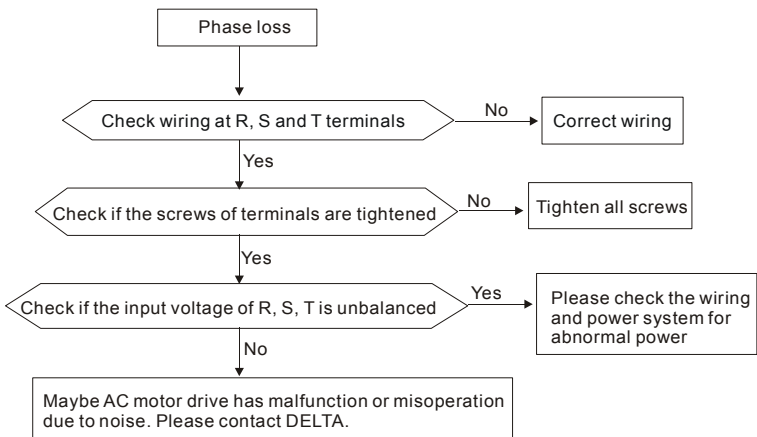 Phase loss
Check wiring at R, S and T terminals
No
Correct wiring
Yes
Check if the screws of terminals are tightened
No
Tighten all screws
Yes
Check if the input voltage of R, S, T is unbalanced
Yes
Please check the wiring
and power system for
abnormal power
No
Maybe AC motor drive has malfunction or misoperation
due to noise. Please contact DELTA.